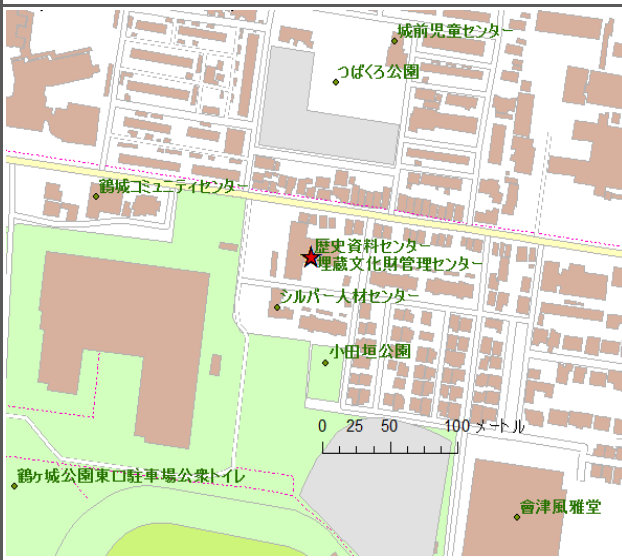 城前児童センター
つばくろ公園
鶴城コミュニティセンター
歴史資料センター
埋蔵文化財管理センター
シルバー人材センター
小田垣公園
0 25 50 100 メートル
鶴ヶ城公園東口駐車場公衆トイレ
會津風雅堂